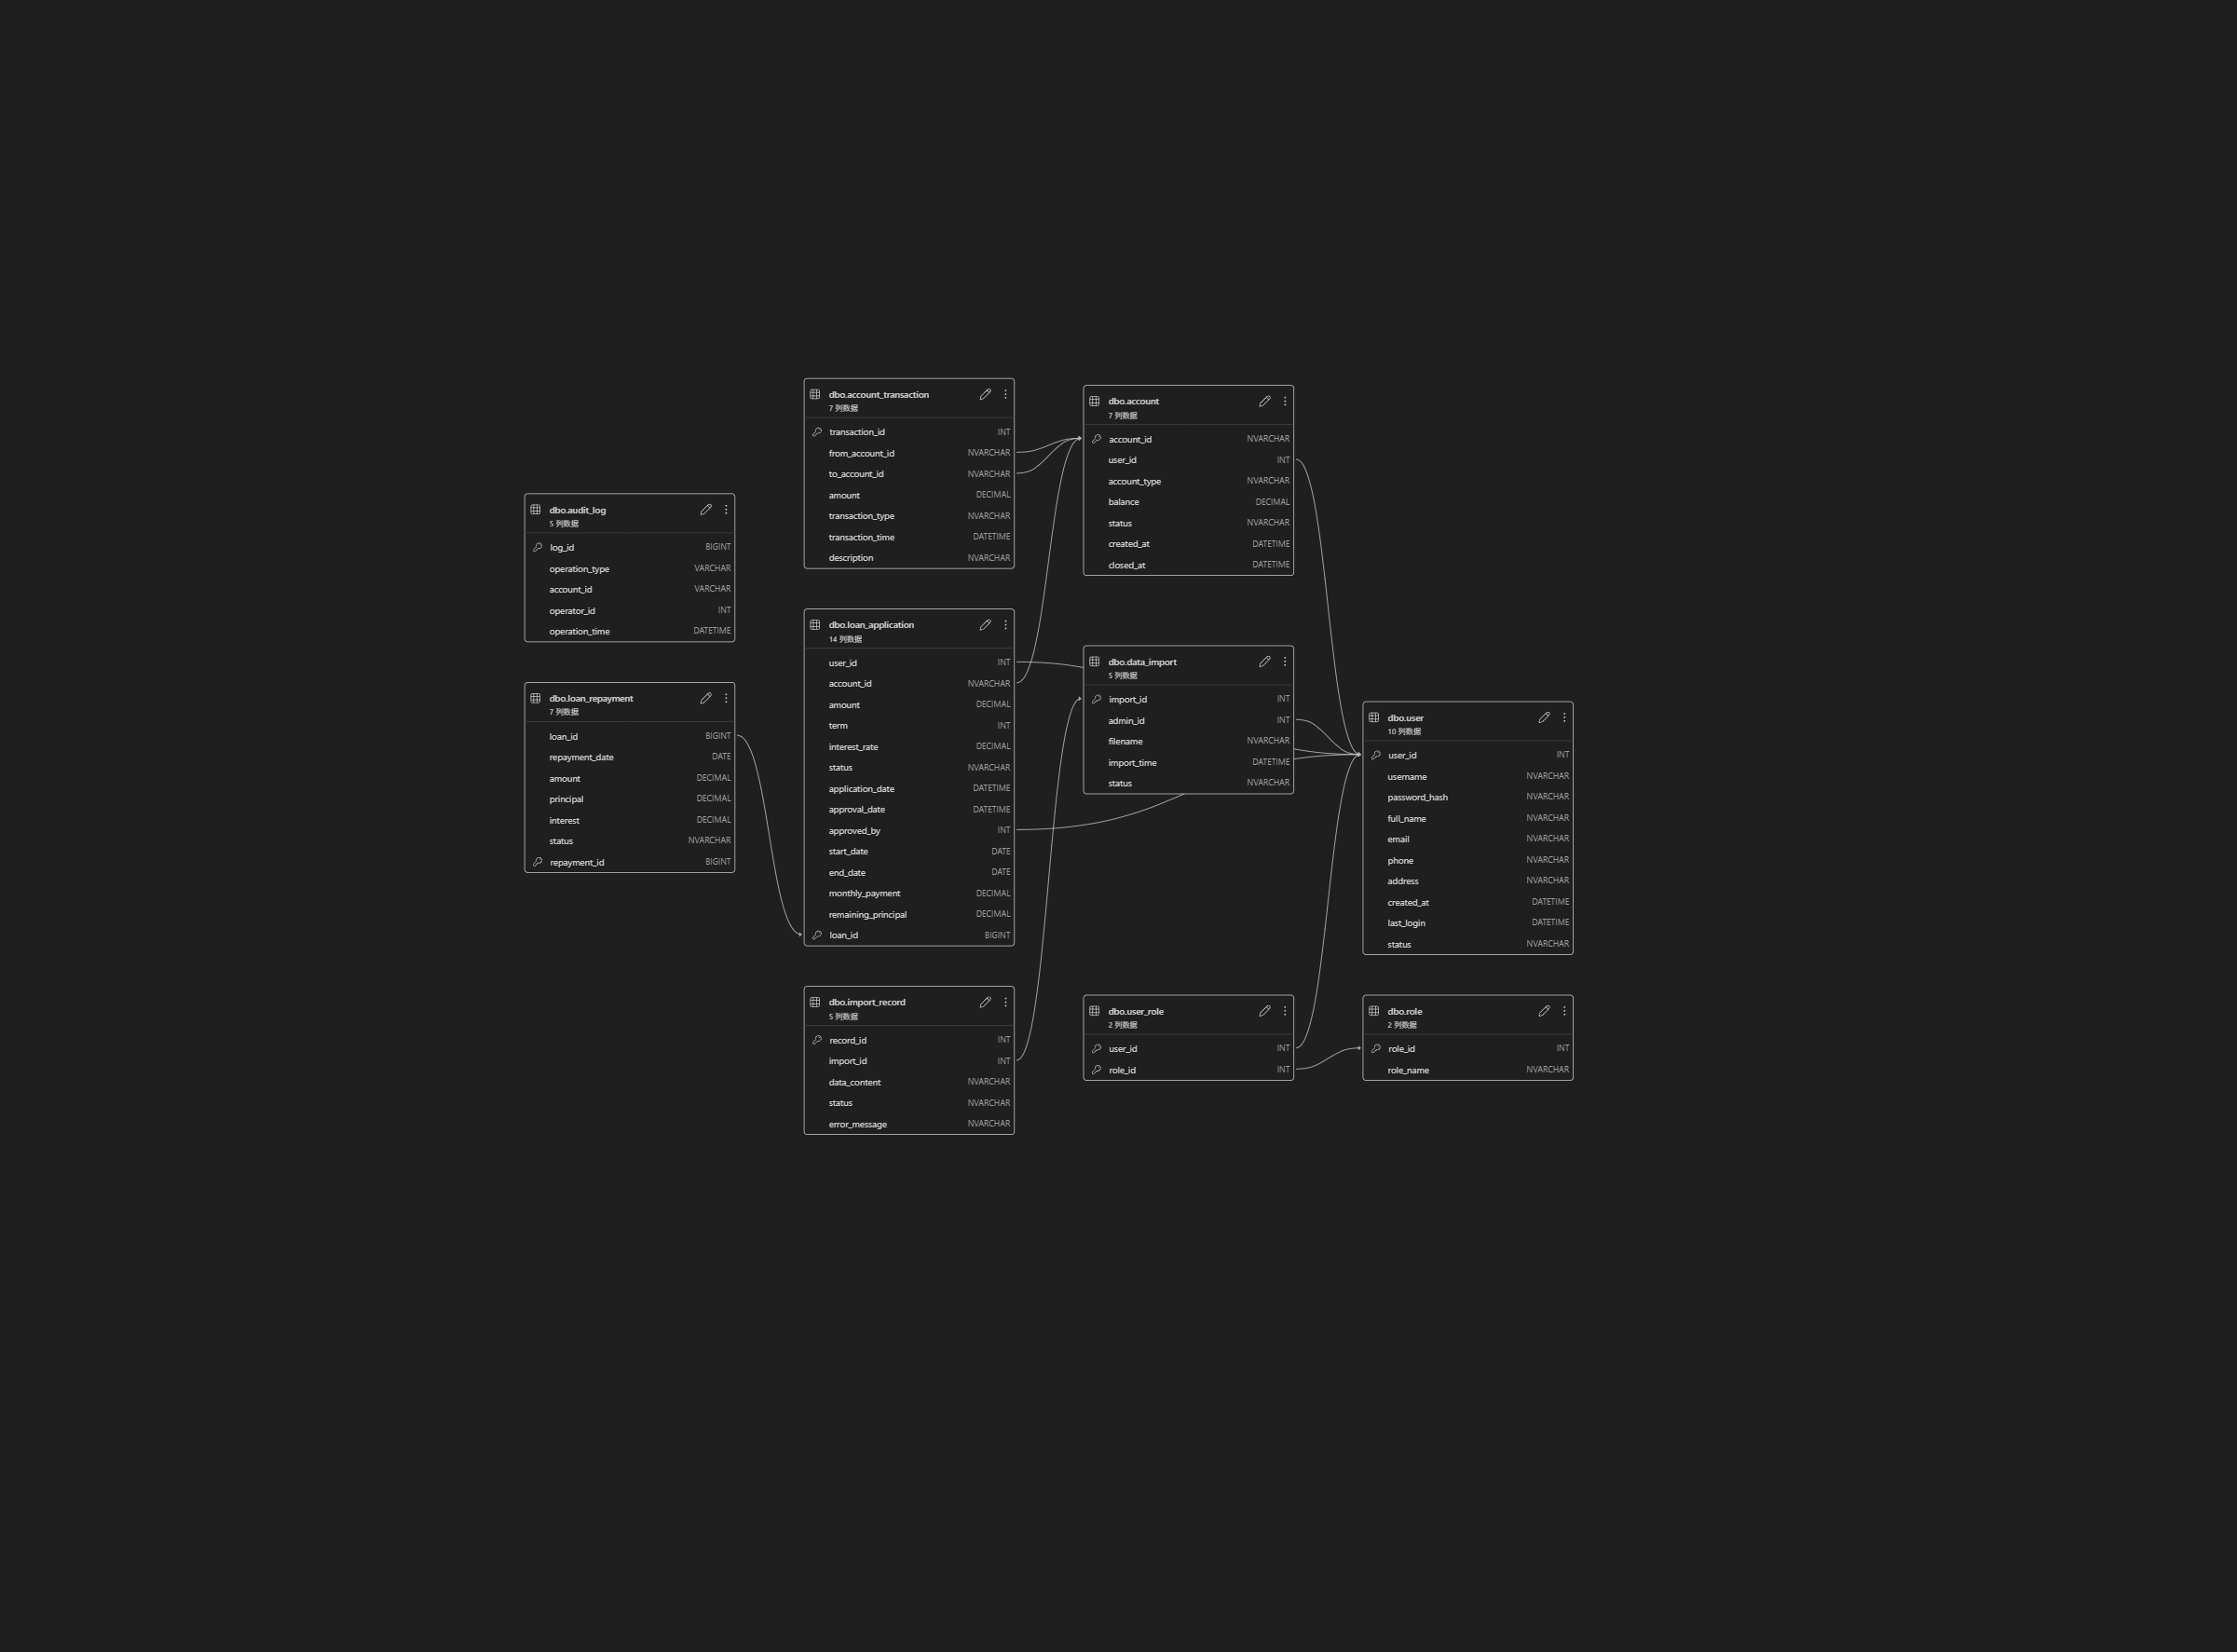 dbo.audit_log
5 列数据
log_id BIGINT
operation_type VARCHAR
account_id VARCHAR
operator_id INT
operation_time DATETIME
dbo.loan_repayment
7 列数据
loan_id BIGINT
repayment_date DATE
amount DECIMAL
principal DECIMAL
interest DECIMAL
status NVARCHAR
repayment_id BIGINT
dbo.account_transaction
7 列数据
transaction_id INT
from_account_id NVARCHAR
to_account_id NVARCHAR
amount DECIMAL
transaction_type NVARCHAR
transaction_time DATETIME
description NVARCHAR
dbo.loan_application
14 列数据
user_id INT
account_id NVARCHAR
amount DECIMAL
term INT
interest_rate DECIMAL
status NVARCHAR
application_date DATETIME
approval_date DATETIME
approved_by INT
start_date DATE
end_date DATE
monthly_payment DECIMAL
remaining_principal DECIMAL
loan_id BIGINT
dbo.import_record
5 列数据
record_id INT
import_id INT
data_content NVARCHAR
status NVARCHAR
error_message NVARCHAR
dbo.account
7 列数据
account_id NVARCHAR
user_id INT
account_type NVARCHAR
balance DECIMAL
status NVARCHAR
created_at DATETIME
closed_at DATETIME
dbo.data_import
5 列数据
import_id INT
admin_id INT
filename NVARCHAR
import_time DATETIME
status NVARCHAR
dbo.user_role
2 列数据
user_id INT
role_id INT
dbo.user
10 列数据
user_id INT
username NVARCHAR
password_hash NVARCHAR
full_name NVARCHAR
email NVARCHAR
phone NVARCHAR
address NVARCHAR
created_at DATETIME
last_login DATETIME
status NVARCHAR
dbo.role
2 列数据
role_id INT
role_name NVARCHAR